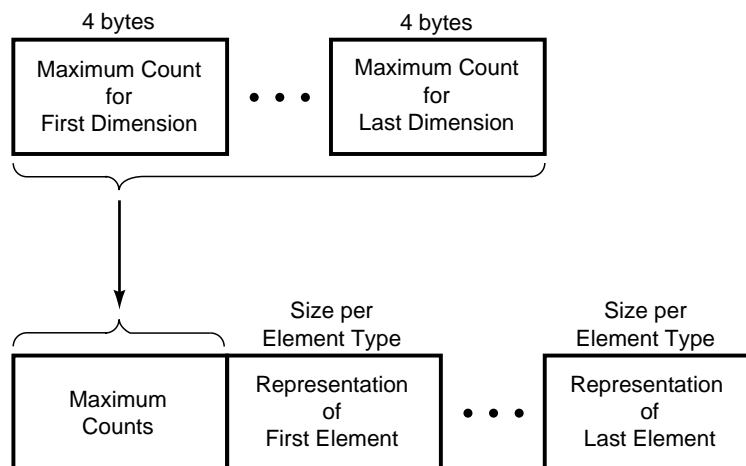 4 bytes
4 bytes
Maximum Count
for
First Dimension
• • •
Maximum Count
for
Last Dimension
Size per
Element Type
Size per
Element Type
Maximum
Counts
Representation
of
First Element
• • •
Representation
of
Last Element